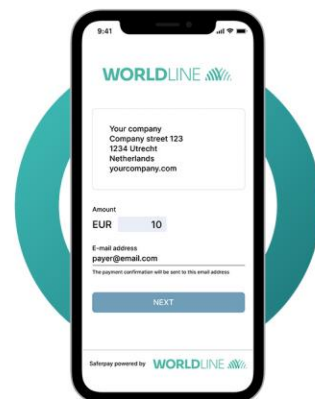 9:41
WORLDLINE
Your company
Company street 123
1234 Utrecht
Netherlands
yourcompany.com
Amount
EUR 10
E-mail address
payer@email.com
The payment confirmation will be sent to this email address
NEXT
Saferpay powered by WORLDLINE